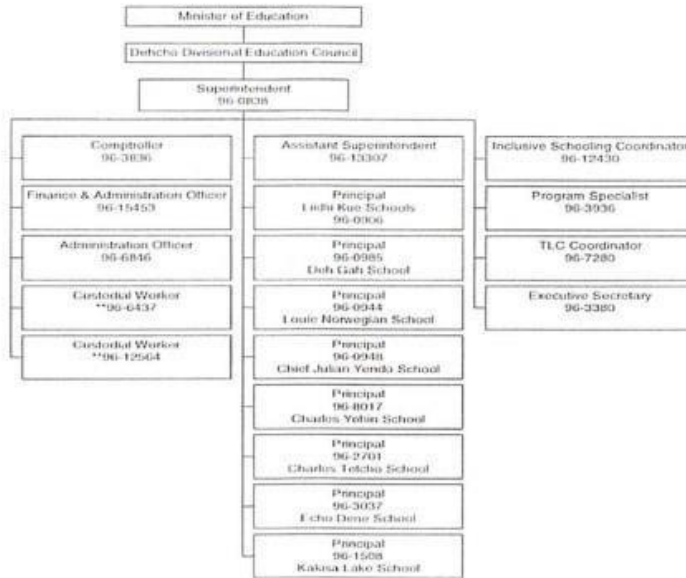 Minister of Education
Dehcho Divisional Education Council
Superintendent
96-0838
Comptroller
96-3836
Finance & Administration Officer
96-15453
Administration Officer
96-6846
Custodial Worker
**96-6437
Custodial Worker
**96-12564
Assistant Superintendent
96-13307
Principal
Liidlii Kue Schools
96-0906
Principal
96-0985
Deh Gah School
Principal
96-0944
Louie Norwegian School
Principal
96-0948
Chief Julian Yendo School
Principal
96-8017
Charles Yohin School
Principal
96-2701
Charles Tetcho School
Principal
96-3037
Echo Dene School
Principal
96-1508
Kakisa Lake School
Inclusive Schooling Coordinator
96-12430
Program Specialist
96-3936
TLC Coordinator
96-7280
Executive Secretary
96-3380